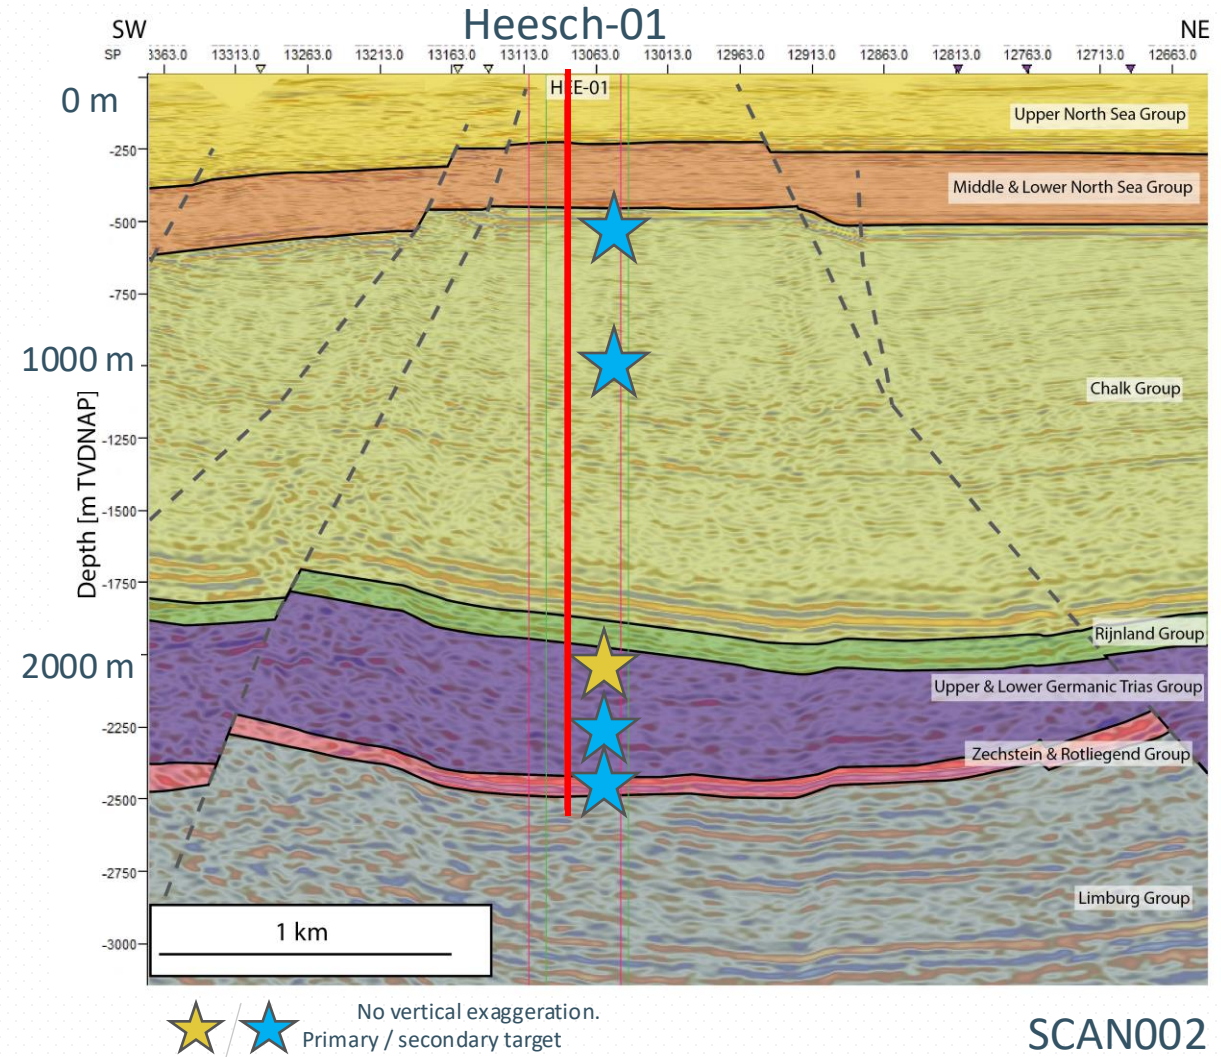 Heesch-01
SW
NE
SP
3363.0 13313.0 13263.0 13213.0 13163.0 13113.0 13063.0 13013.0 12963.0 12913.0 12863.0 12813.0 12763.0 12713.0 12663.0
HEE-01
0 m
Upper North Sea Group
-250
Middle & Lower North Sea Group
-500
-750
1000 m
Chalk Group
Depth [m TVDNAP]
-1250
-1500
-1750
Rijnland Group
2000 m
Upper & Lower Germanic Trias Group
-2250
Zechstein & Rotliegend Group
-2500
-2750
Limburg Group
1 km
-3000
No vertical exaggeration.
Primary / secondary target
SCAN002